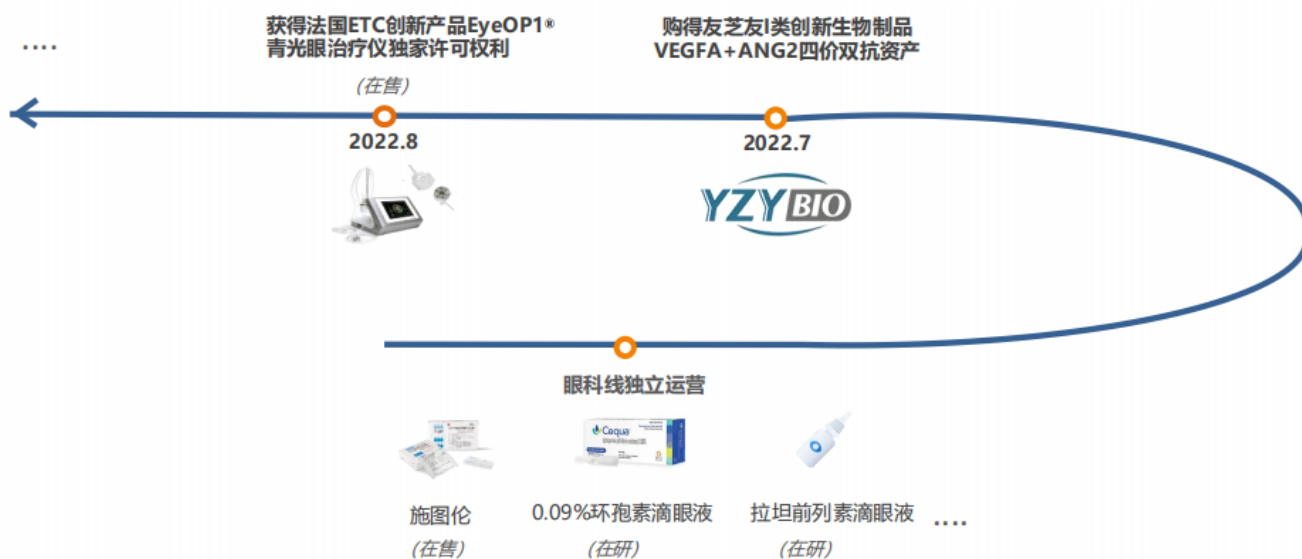 ....
获得法国ETC创新产品EyeOP1®
青光眼治疗仪独家许可权利
(在售)
2022.8
购得友芝友I类创新生物制品
VEGFA+ANG2四价双抗资产
2022.7
YZY BIO
眼科线独立运营
Cequa
施图伦
(在售)
0.09%环孢素滴眼液
(在研)
拉坦前列素滴眼液
(在研)
....